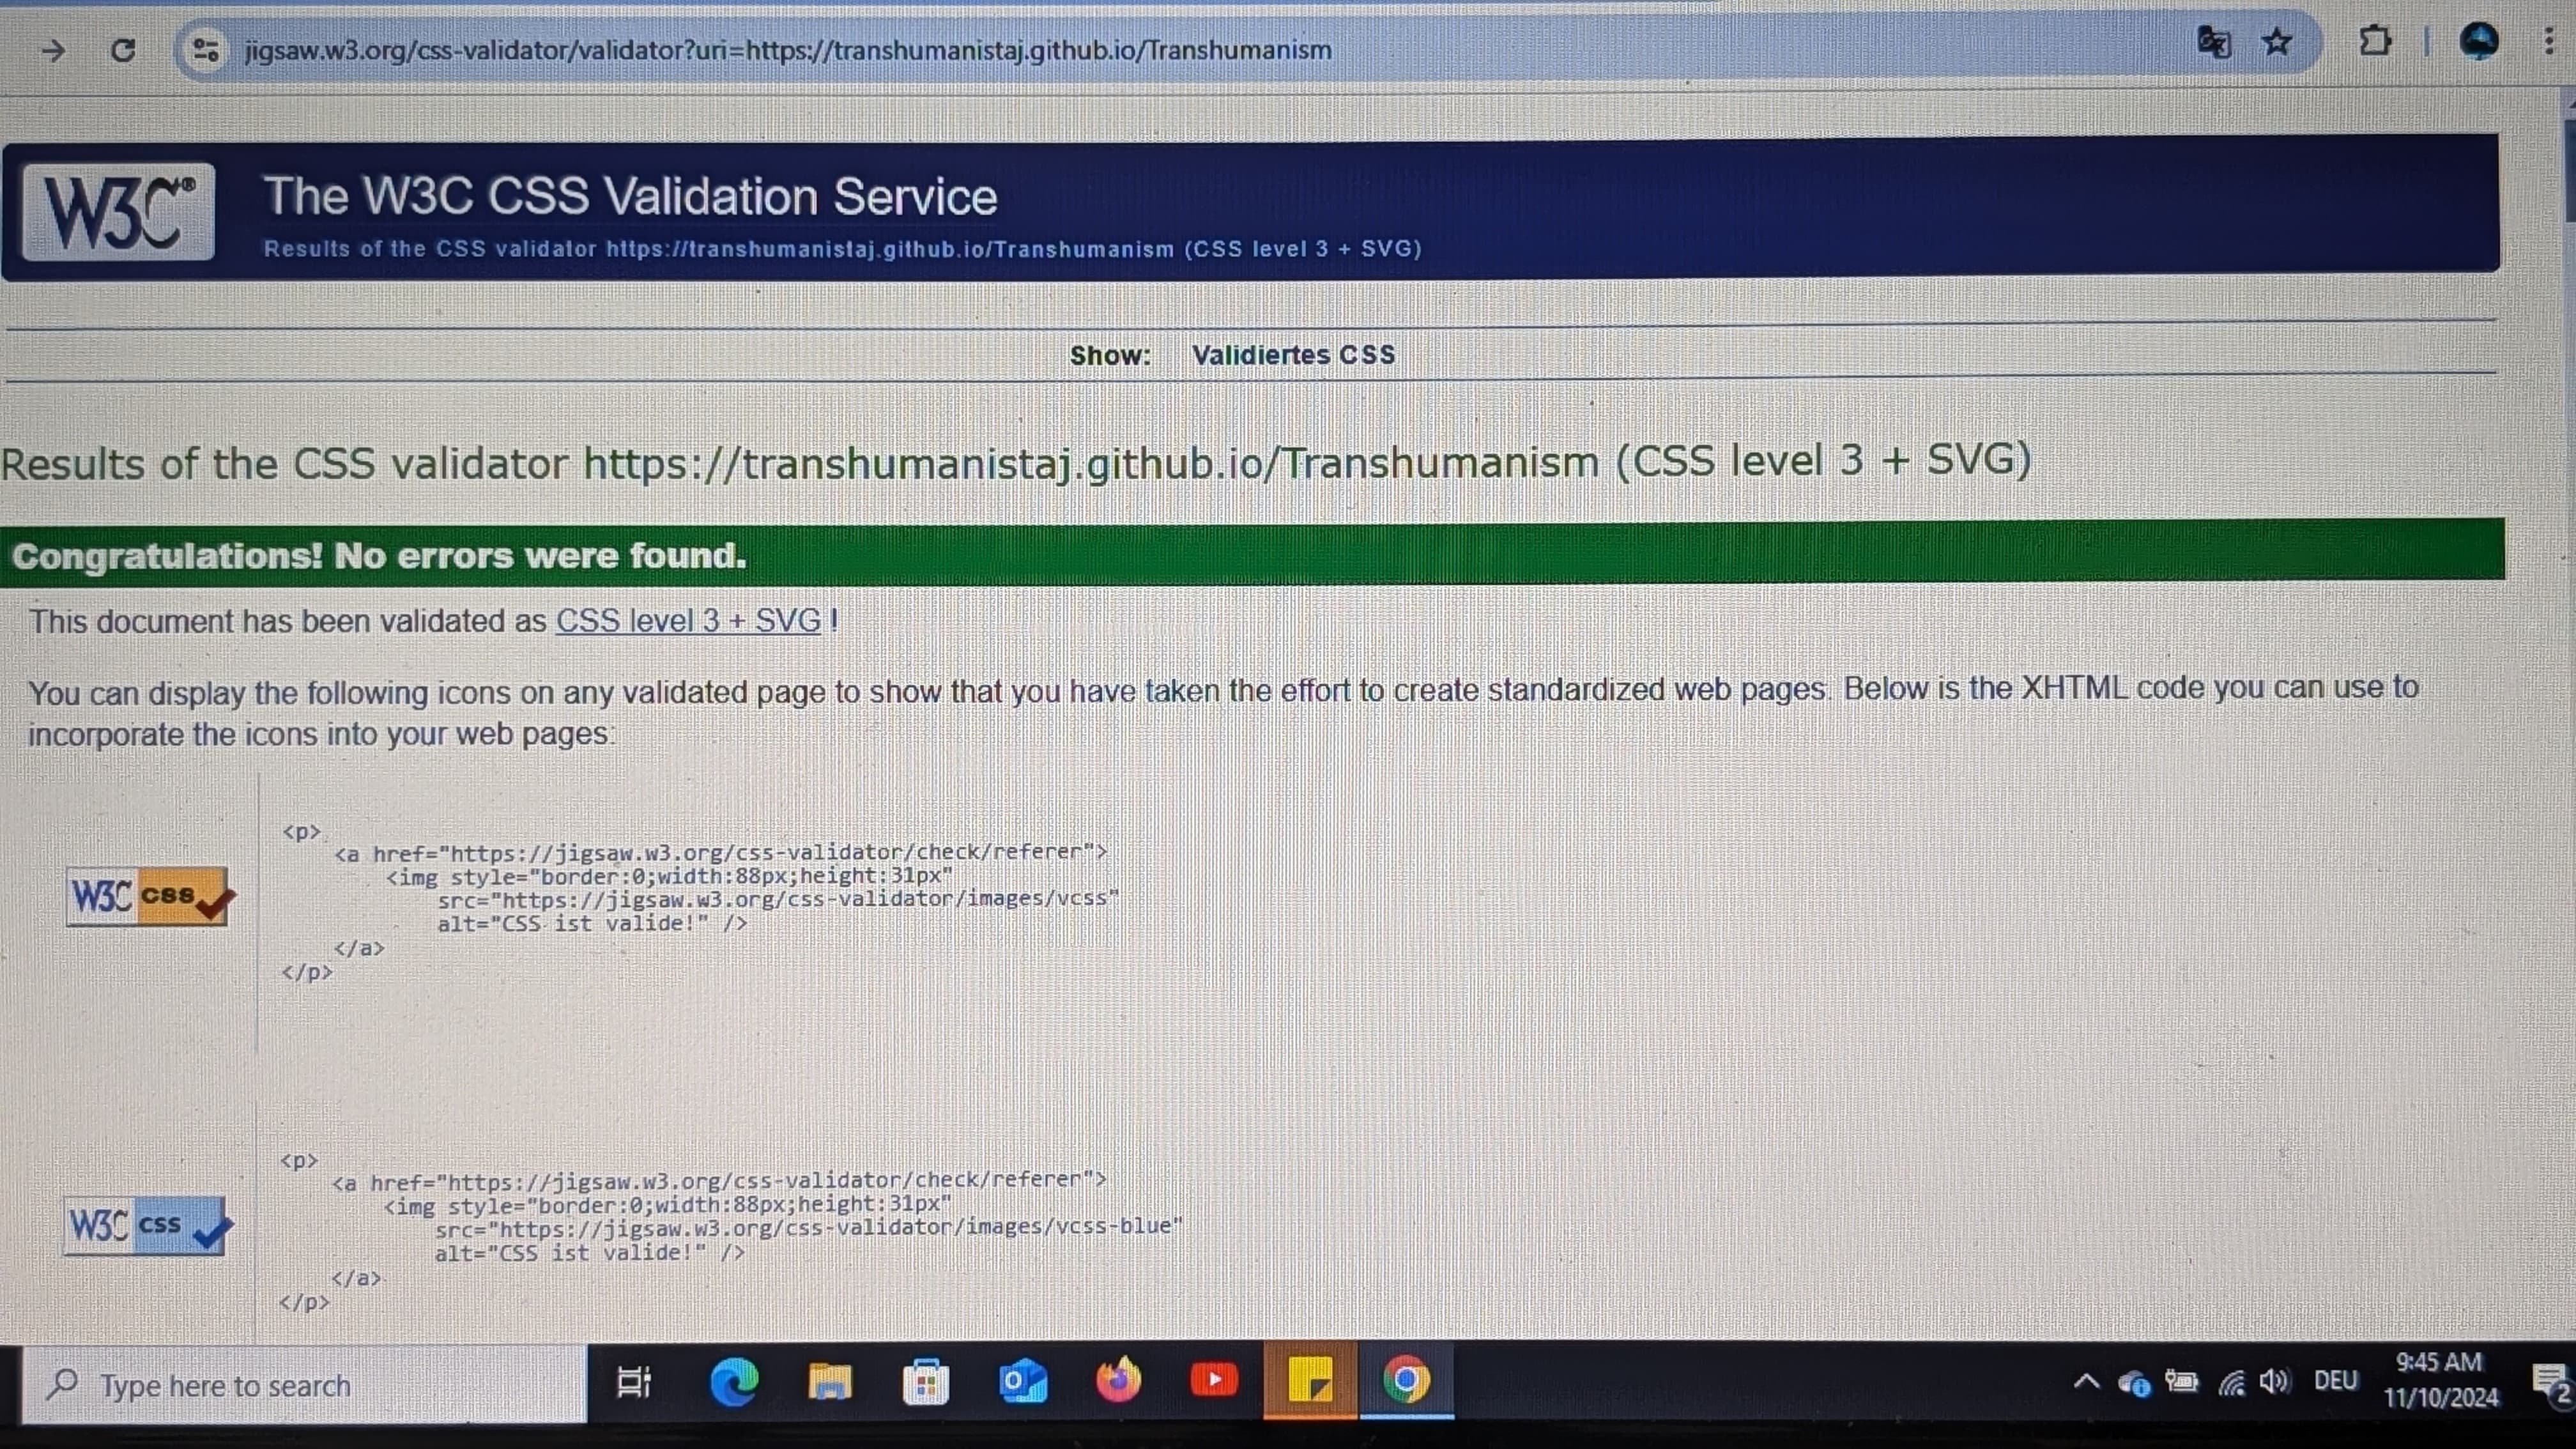 jigsaw.w3.org/css-validator/validator?uri=https://transhumanistaj.github.io/Transhumanism
W3C®
The W3C CSS Validation Service
Results of the CSS validator https://transhumanistaj.github.io/Transhumanism (CSS level 3 + SVG)
Show: Validiertes CSS
Results of the CSS validator https://transhumanistaj.github.io/Transhumanism (CSS level 3 + SVG)
Congratulations! No errors were found.
This document has been validated as CSS level 3 + SVG !
You can display the following icons on any validated page to show that you have taken the effort to create standardized web pages. Below is the XHTML code you can use to
incorporate the icons into your web pages:
<p>
<a href="https://jigsaw.w3.org/css-validator/check/referer">
<img style="border:0;width:88px;height:31px"
W3C css
src="https://jigsaw.w3.org/css-validator/images/vcss"
alt="CSS ist valide!" />
</a>
</p>
<p>
<a href="https://jigsaw.w3.org/css-validator/check/referer">
<img style="border:0;width:88px;height:31px"
W3C css
src="https://jigsaw.w3.org/css-validator/images/vcss-blue"
alt="CSS ist valide!" />
</a>
</p>
Type here to search
DEU
9:45 AM
11/10/2024
2